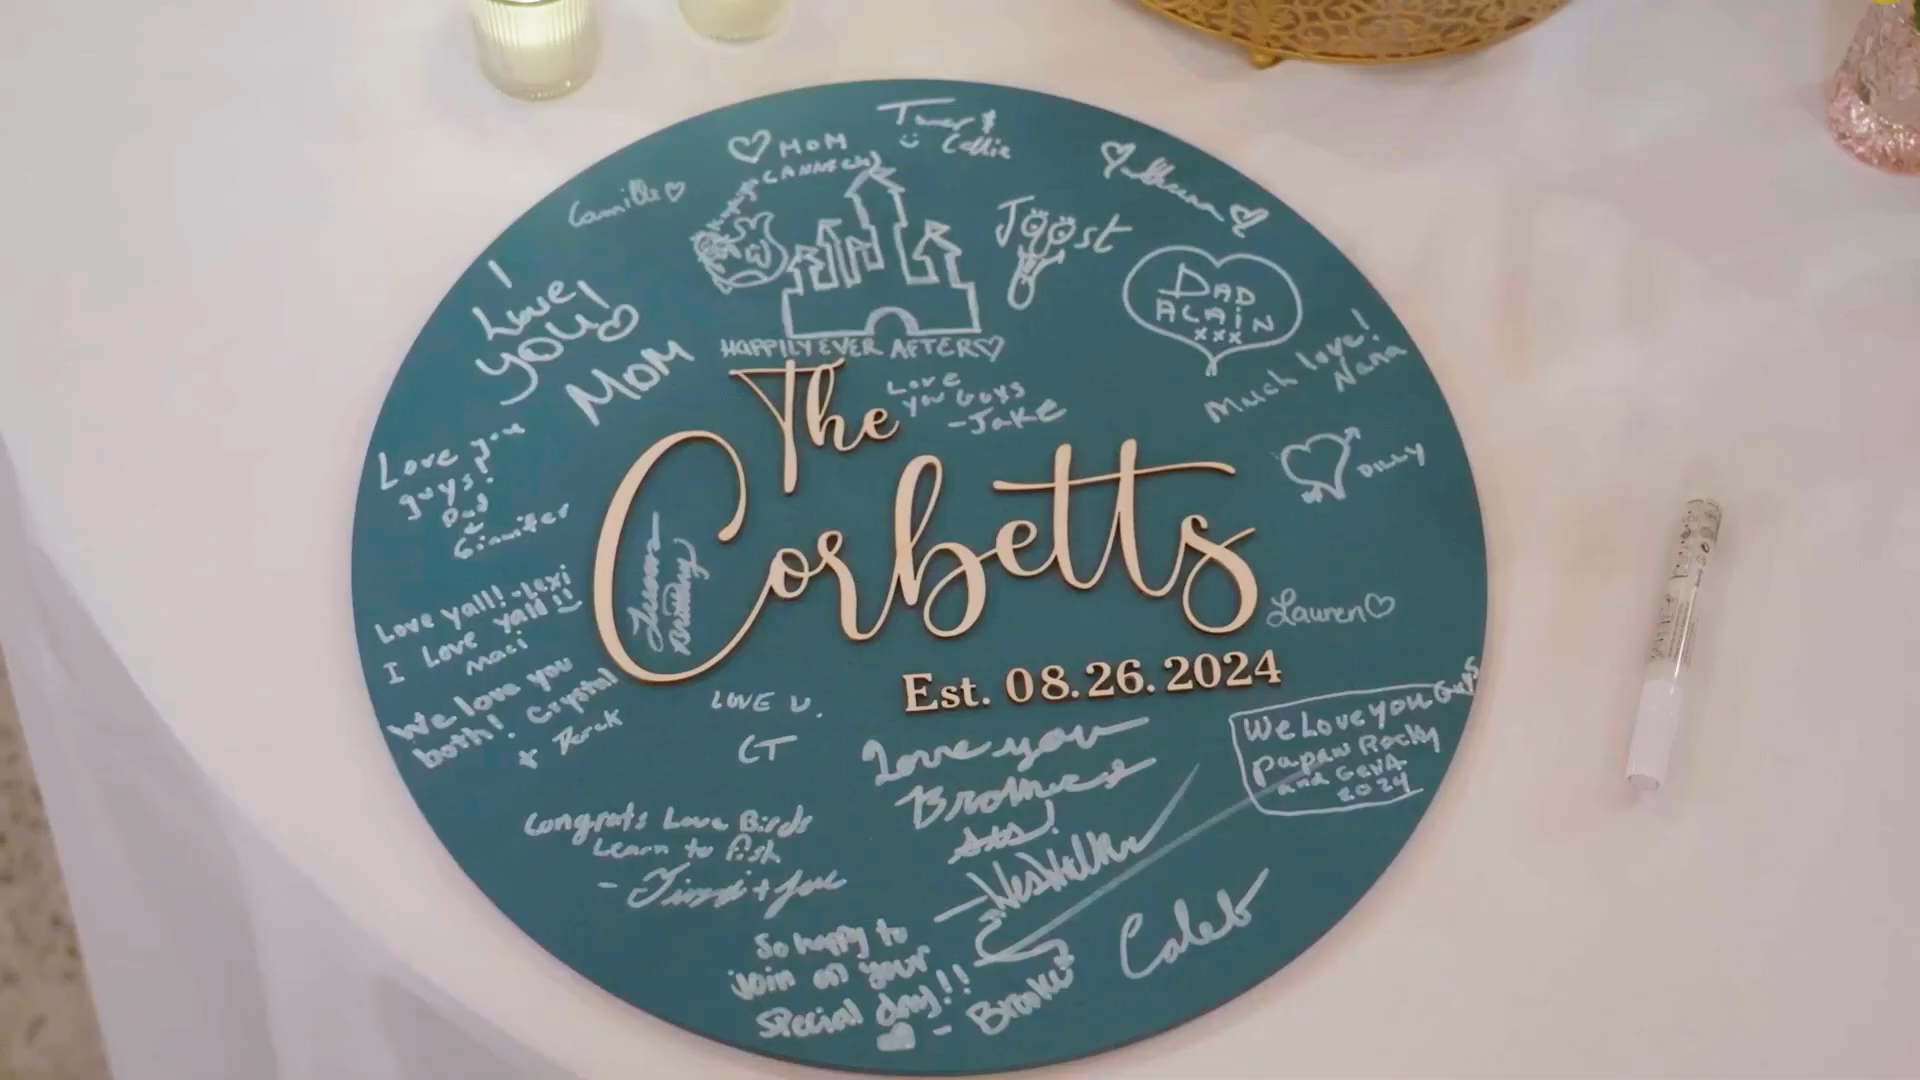 Camille
MOM
Callie
Joost
HAPPILY EVER AFTER
I
Love
YOU!
MOM
DAD
AGAIN
xxx
Much love!
Nana
DILLY
Love
you Guys
-Jake
The
Corbetts
Est. 08.26.2024
Love you
guys!
Dad
Love yall! -Lexi
I Love yall!!
Maci
We love you
both! Crystal
+ Derek
Brittany
Lauren
LOVE U.
CT
Love you
Brother
We Love you Guys
papaw Rocky
and GeVA
2024
Congrats Love Birds
Learn to fish
So happy to
join on your
special day!!
- Brooke
Caleb